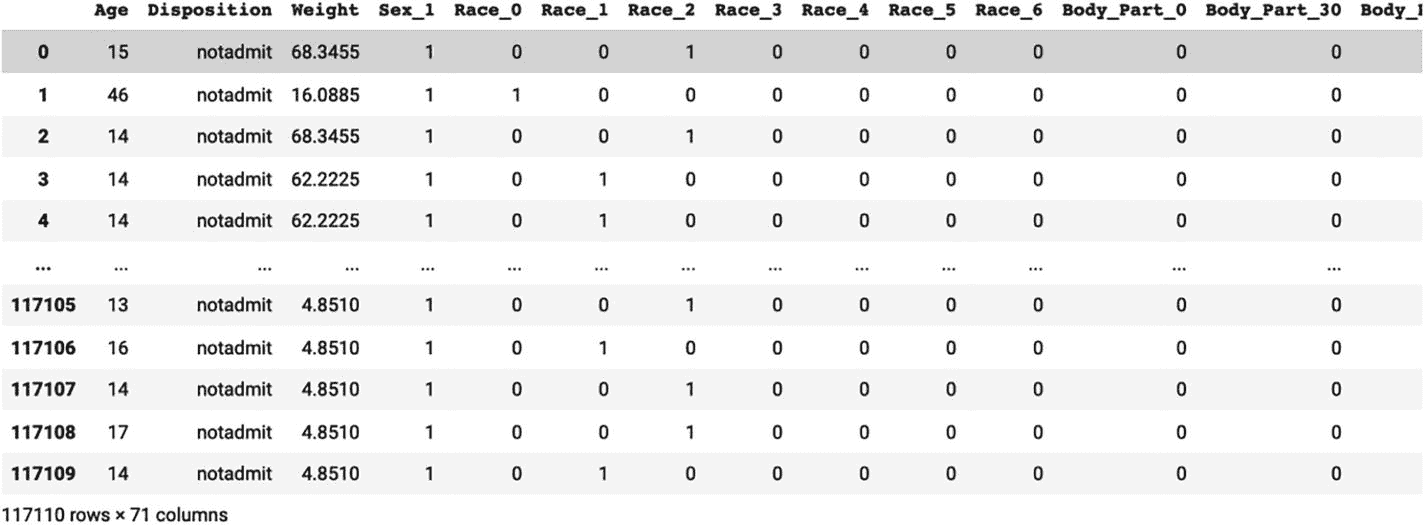 Age Disposition Weight Sex_1 Race_0 Race_1 Race_2 Race_3 Race_4 Race_5 Race_6 Body_Part_0 Body_Part_30 Body_
0 15 notadmit 68.3455 1 0 0 1 0 0 0 0 0 0
1 46 notadmit 16.0885 1 1 0 0 0 0 0 0 0 0
2 14 notadmit 68.3455 1 0 0 1 0 0 0 0 0 0
3 14 notadmit 62.2225 1 0 1 0 0 0 0 0 0 0
4 14 notadmit 62.2225 1 0 1 0 0 0 0 0 0 0
... ... ... ... ... ... ... ... ... ... ... ... ... ...
117105 13 notadmit 4.8510 1 0 0 1 0 0 0 0 0 0
117106 16 notadmit 4.8510 1 0 1 0 0 0 0 0 0 0
117107 14 notadmit 4.8510 1 0 0 1 0 0 0 0 0 0
117108 17 notadmit 4.8510 1 0 0 1 0 0 0 0 0 0
117109 14 notadmit 4.8510 1 0 1 0 0 0 0 0 0 0
117110 rows × 71 columns